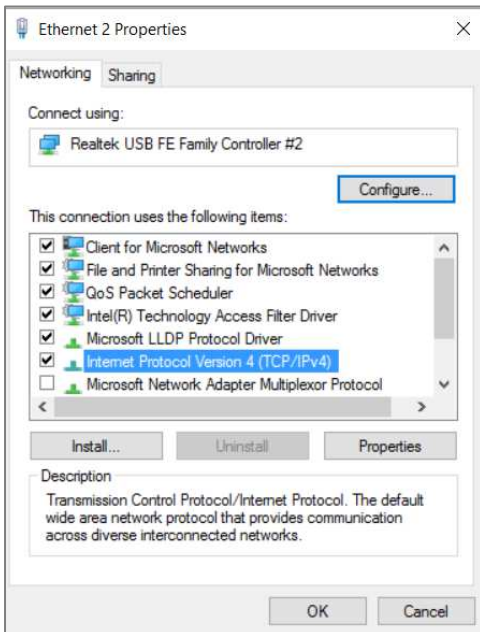 Ethernet 2 Properties
Networking
Sharing
Connect using:
Realtek USB FE Family Controller #2
Configure...
This connection uses the following items:
Client for Microsoft Networks
File and Printer Sharing for Microsoft Networks
QoS Packet Scheduler
Intel(R) Technology Access Filter Driver
Microsoft LLDP Protocol Driver
Internet Protocol Version 4 (TCP/IPv4)
Microsoft Network Adapter Multiplexor Protocol
Install...
Uninstall
Properties
Description
Transmission Control Protocol/Internet Protocol. The default
wide area network protocol that provides communication
across diverse interconnected networks.
OK
Cancel